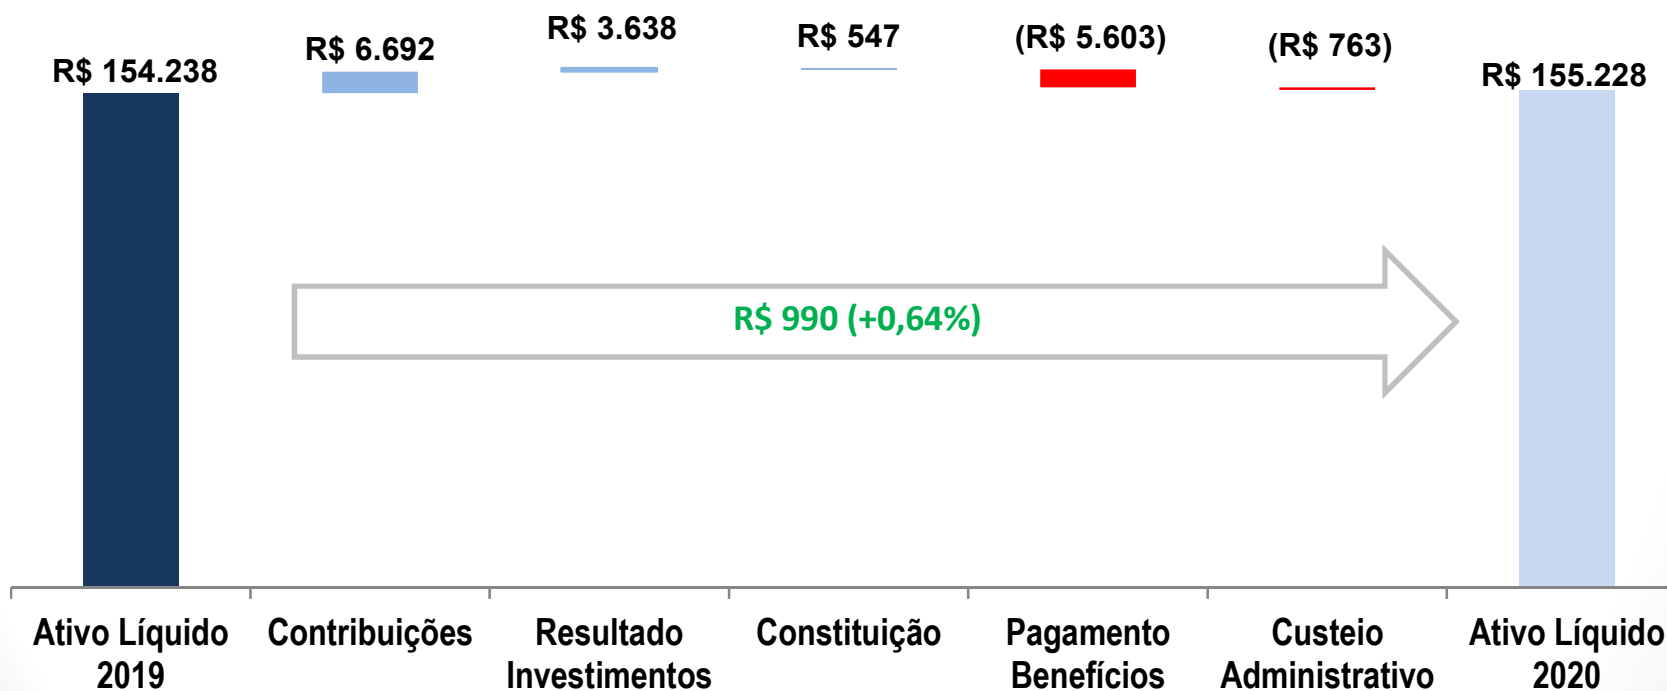 R$ 154.238
R$ 6.692
R$ 3.638
R$ 547
(R$ 5.603)
(R$ 763)
R$ 155.228
R$ 990 (+0,64%)
Ativo Líquido
2019
Contribuições
Resultado
Investimentos
Constituição
Pagamento
Benefícios
Custeio
Administrativo
Ativo Líquido
2020